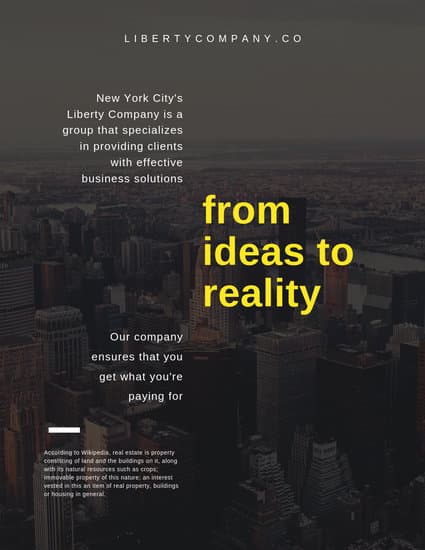 LIBERTYCOMPANY.CO
New York City's
Liberty Company is a
group that specializes
in providing clients
with effective
business solutions
from
ideas to
reality
Our company
ensures that you
get what you're
paying for
According to Wikipedia, real estate is property
consisting of land and the buildings on it, along
with its natural resources such as crops;
immovable property of this nature; an interest
vested in this an item of real property, buildings
or housing in general.